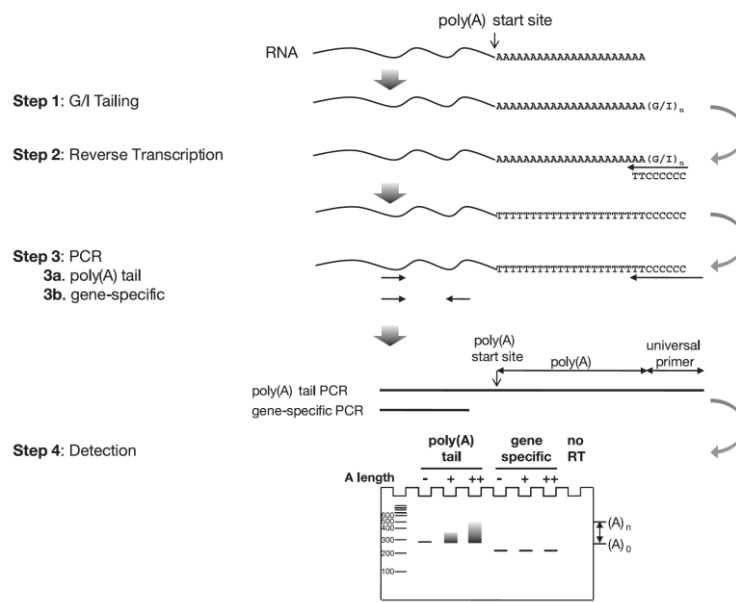 poly(A) start site
RNA
AAAAAAAAAAAAAAAAAAAAA
Step 1: G/I Tailing
AAAAAAAAAAAAAAAAAAAAA(G/I)n
Step 2: Reverse Transcription
AAAAAAAAAAAAAAAAAAAAA(G/I)n
TTCCCCCC
TTTTTTTTTTTTTTTTTTTTTCCCCCC
Step 3: PCR
TTTTTTTTTTTTTTTTTTTTTCCCCCC
3a. poly(A) tail
3b. gene-specific
poly(A)
start site
poly(A)
universal
primer
poly(A) tail PCR
gene-specific PCR
Step 4: Detection
poly(A)
tail
gene
specific
no
RT
A length - + ++ - + ++
600
500
400
300
200
100
(A)n
(A)0